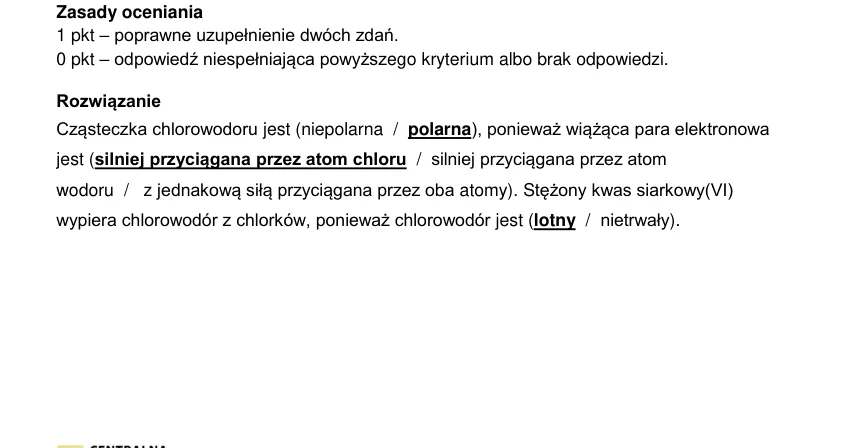 Zasady oceniania
1 pkt – poprawne uzupełnienie dwóch zdań.
0 pkt – odpowiedź niespełniająca powyższego kryterium albo brak odpowiedzi.
Rozwiązanie
Cząsteczka chlorowodoru jest (niepolarna / polarna), ponieważ wiążąca para elektronowa
jest (silniej przyciągana przez atom chloru / silniej przyciągana przez atom
wodoru / z jednakową siłą przyciągana przez oba atomy). Stężony kwas siarkowy(VI)
wypiera chlorowodór z chlorków, ponieważ chlorowodór jest (lotny / nietrwały).
CENTRALNA